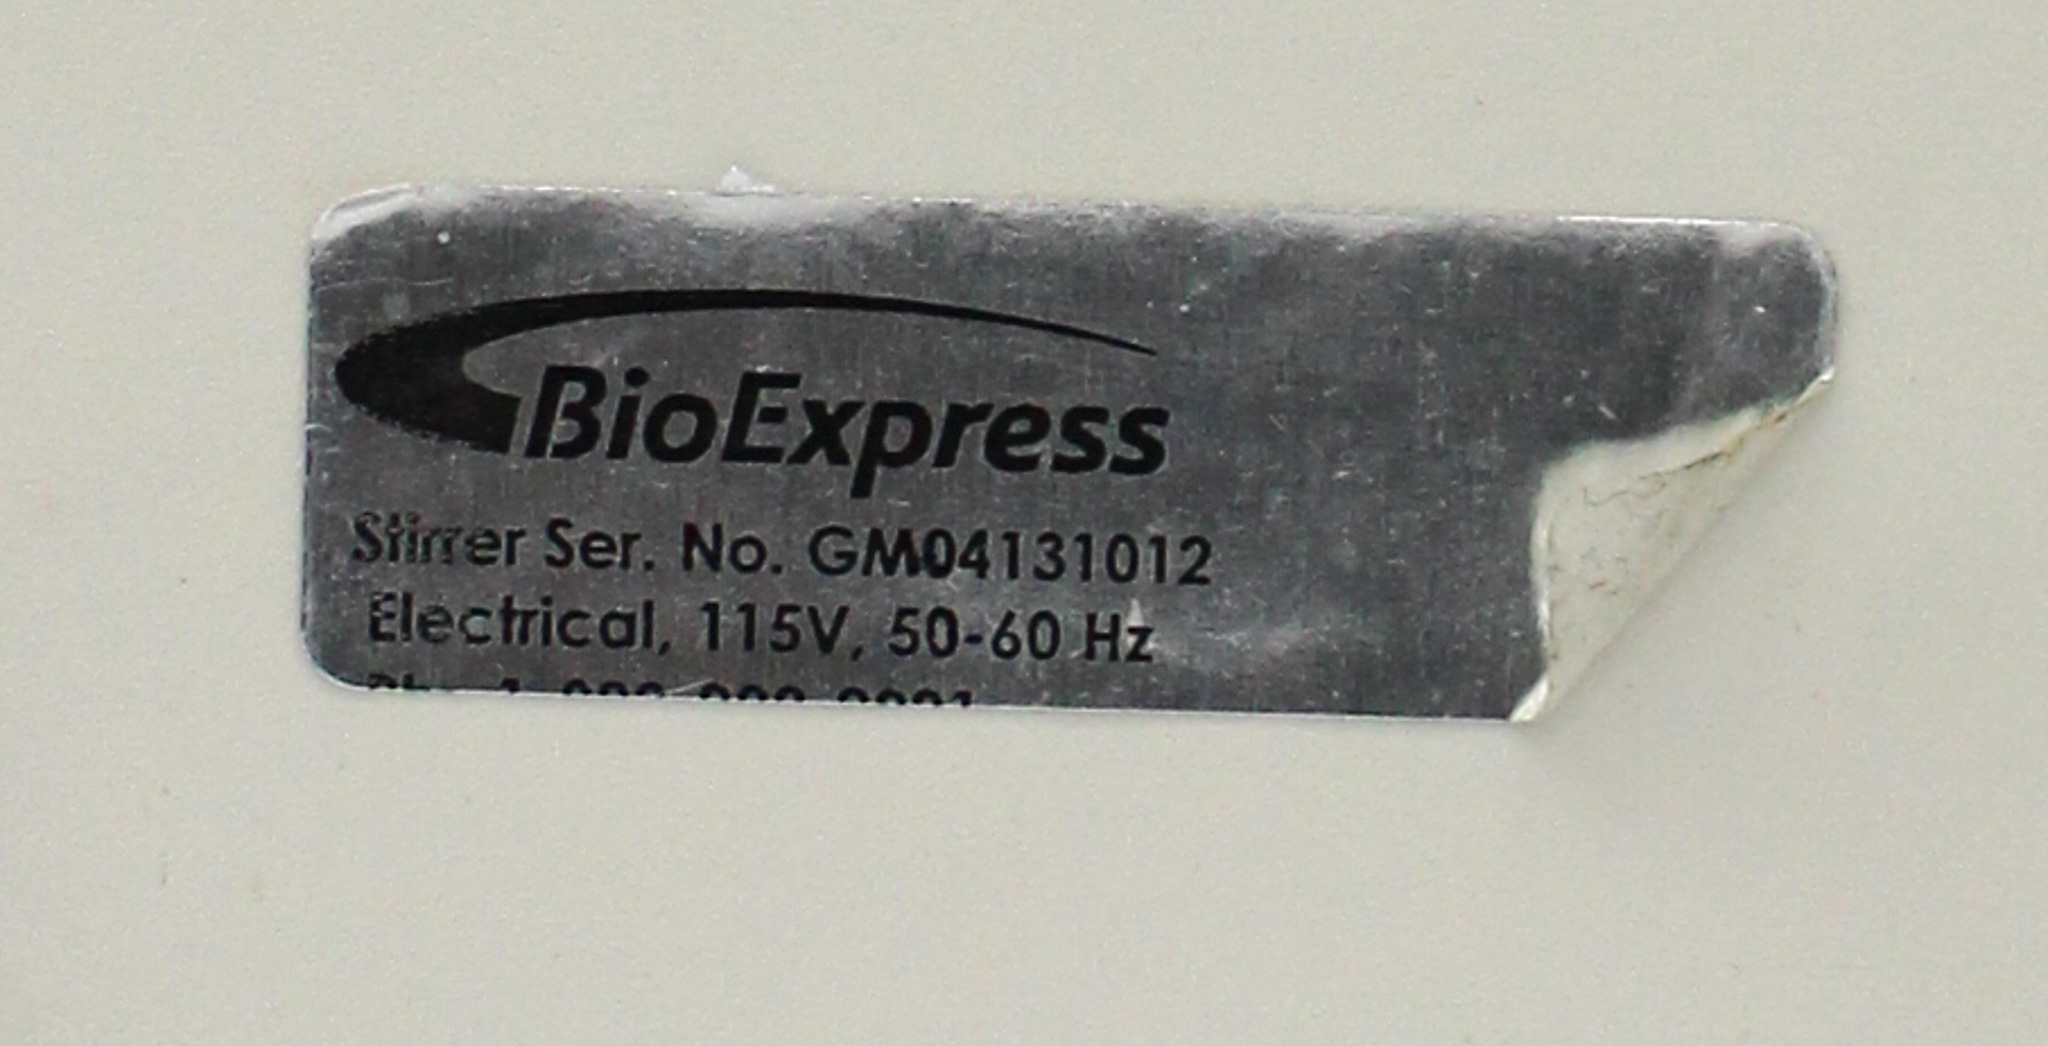 BioExpress
Stirrer Ser. No. GM04131012
Electrical, 115V, 50-60 Hz